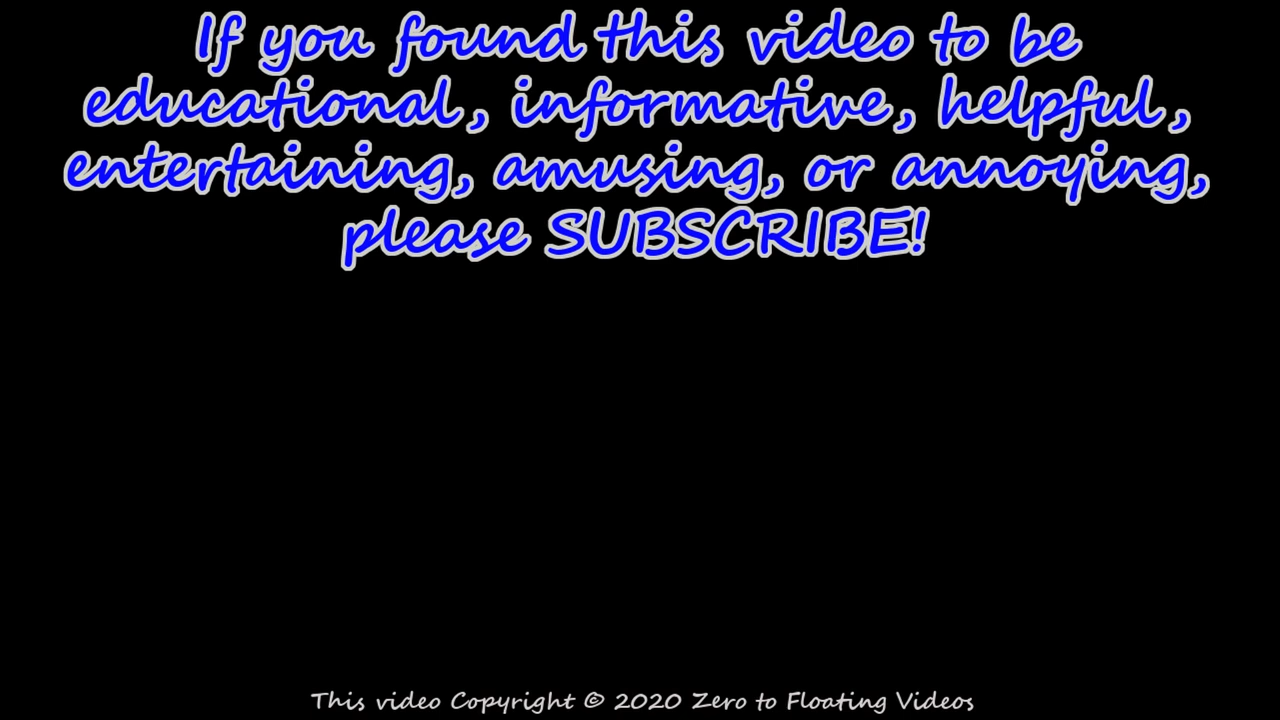 If you found this video to be
educational, informative, helpful,
entertaining, amusing, or annoying,
please SUBSCRIBE!
This video Copyright © 2020 Zero to Floating Videos